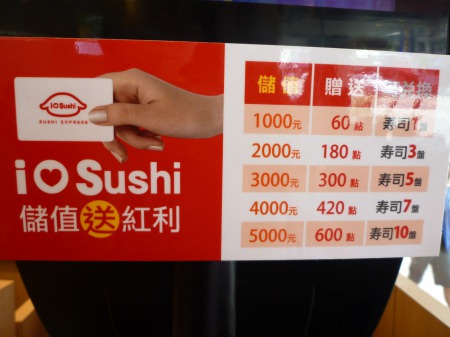 iOSushi
SUSHI EXPRESS
i Sushi
儲值送紅利
儲值 贈送 兌換
1000元 60點 寿司1盤
2000元 180點 寿司3盤
3000元 300點 寿司5盤
4000元 420點 寿司7盤
5000元 600點 寿司10盤